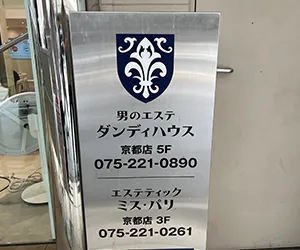 男のエステ
ダンディハウス
京都店 5F
075-221-0890
エステティック
ミス・パリ
京都店 3F
075-221-0261